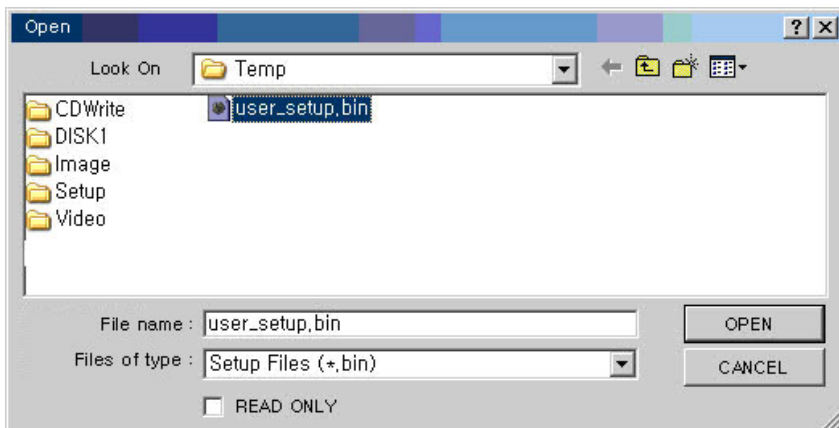 Open
? X
Look On Temp
CDWrite user_setup,bin
DISK1
Image
Setup
Video
File name : user_setup,bin OPEN
Files of type : Setup Files (*,bin) CANCEL
READ ONLY